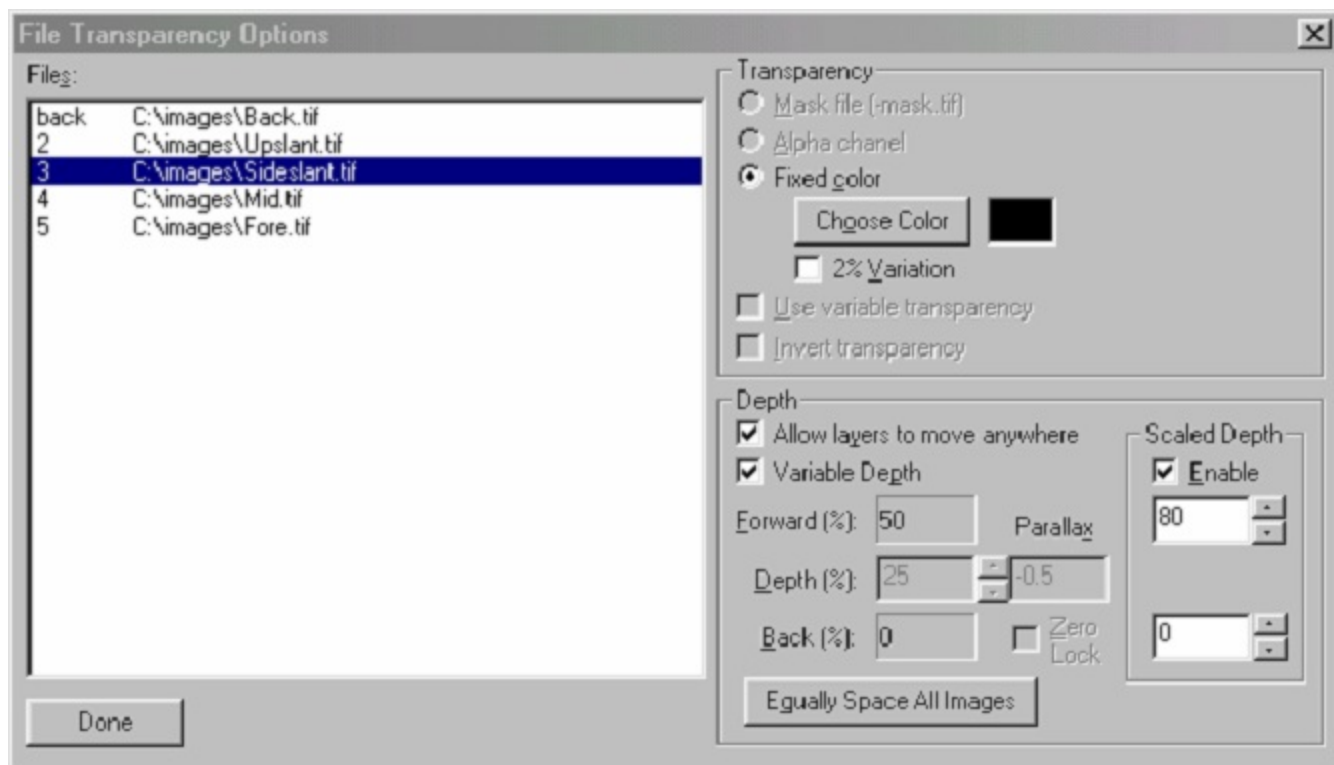 File Transparency Options
Files:
back C:\images\Back.tif
2 C:\images\Upslant.tif
3 C:\images\Sideslant.tif
4 C:\images\Mid.tif
5 C:\images\Fore.tif
Done
Transparency
Mask file (-mask.tif)
Alpha chanel
Fixed color
Choose Color
2% Variation
Use variable transparency
Invert transparency
Depth
Allow layers to move anywhere
Variable Depth
Forward (%): 50
Parallax
Depth (%): 25 -0.5
Back (%): 0
Zero
Lock
Equally Space All Images
Scaled Depth
Enable
80
0